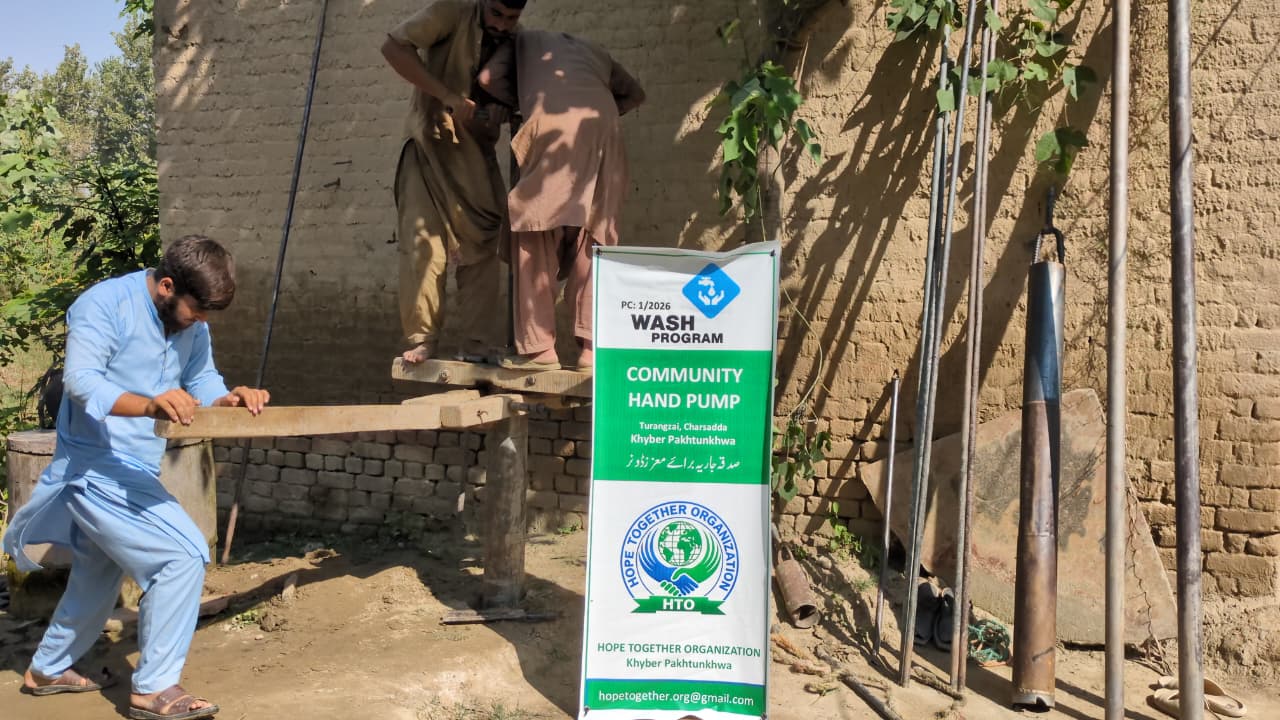 PC: 1/2026
WASH
PROGRAM
COMMUNITY
HAND PUMP
Turangzai, Charsadda
Khyber Pakhtunkhwa
صدقہ جاریہ برائے معزز ڈونر
HOPE TOGETHER ORGANIZATION
HTO
HOPE TOGETHER ORGANIZATION
Khyber Pakhtunkhwa
hopetogether.org@gmail.com